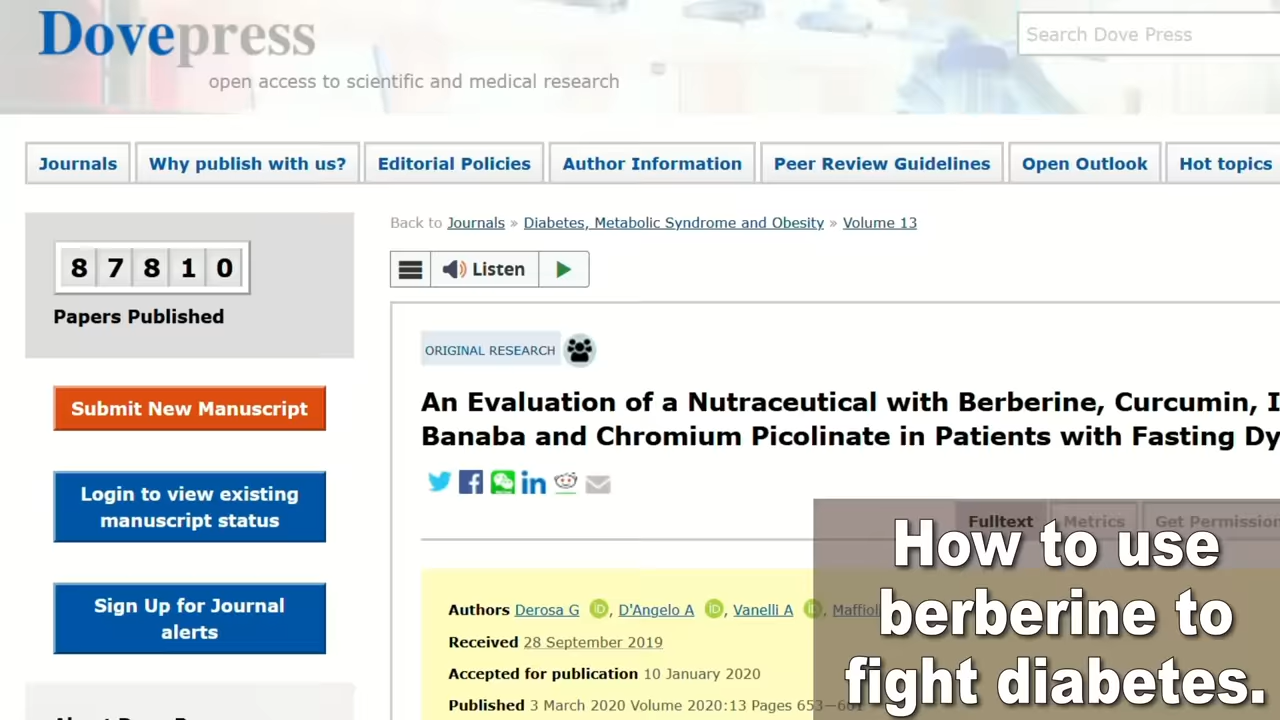 Dovepress
open access to scientific and medical research
Search Dove Press
Journals
Why publish with us?
Editorial Policies
Author Information
Peer Review Guidelines
Open Outlook
Hot topics
87810
Papers Published
Submit New Manuscript
Login to view existing
manuscript status
Sign Up for Journal
alerts
Back to Journals » Diabetes, Metabolic Syndrome and Obesity » Volume 13
Listen
ORIGINAL RESEARCH
An Evaluation of a Nutraceutical with Berberine, Curcumin,
Banaba and Chromium Picolinate in Patients with Fasting
Fulltext
Metrics
Get Permission
Authors Derosa G, D'Angelo A, Vanelli A,
Received 28 September 2019
Accepted for publication 10 January 2020
Published 3 March 2020 Volume 2020:13 Pages 653—
How to use
berberine to
fight diabetes.